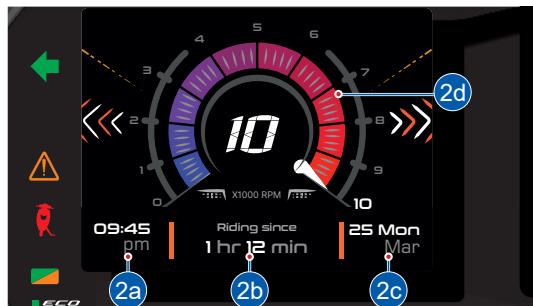 5
4
6
3
7
2d
2
10
8
1
9
0
X1000 RPM
10
09:45
pm
Riding since
1 hr 12 min
25 Mon
Mar
2a
2b
2c
ECO